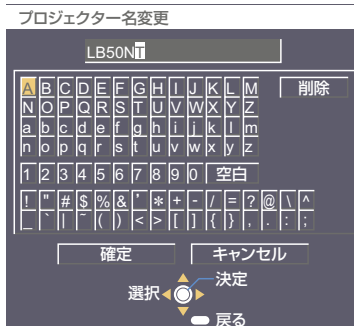 プロジェクター名変更
LB50NT
A B C D E F G H I J K L M 削除
N O P Q R S T U V W X Y Z
a b c d e f g h i j k l m
n o p q r s t u v w x y z
1 2 3 4 5 6 7 8 9 0 空白
! " # $ % & ' * + - / = ? @ \ ^
_ ` | ~ ( ) < > [ ] { } , . : ;
確定 キャンセル
決定
選択
戻る